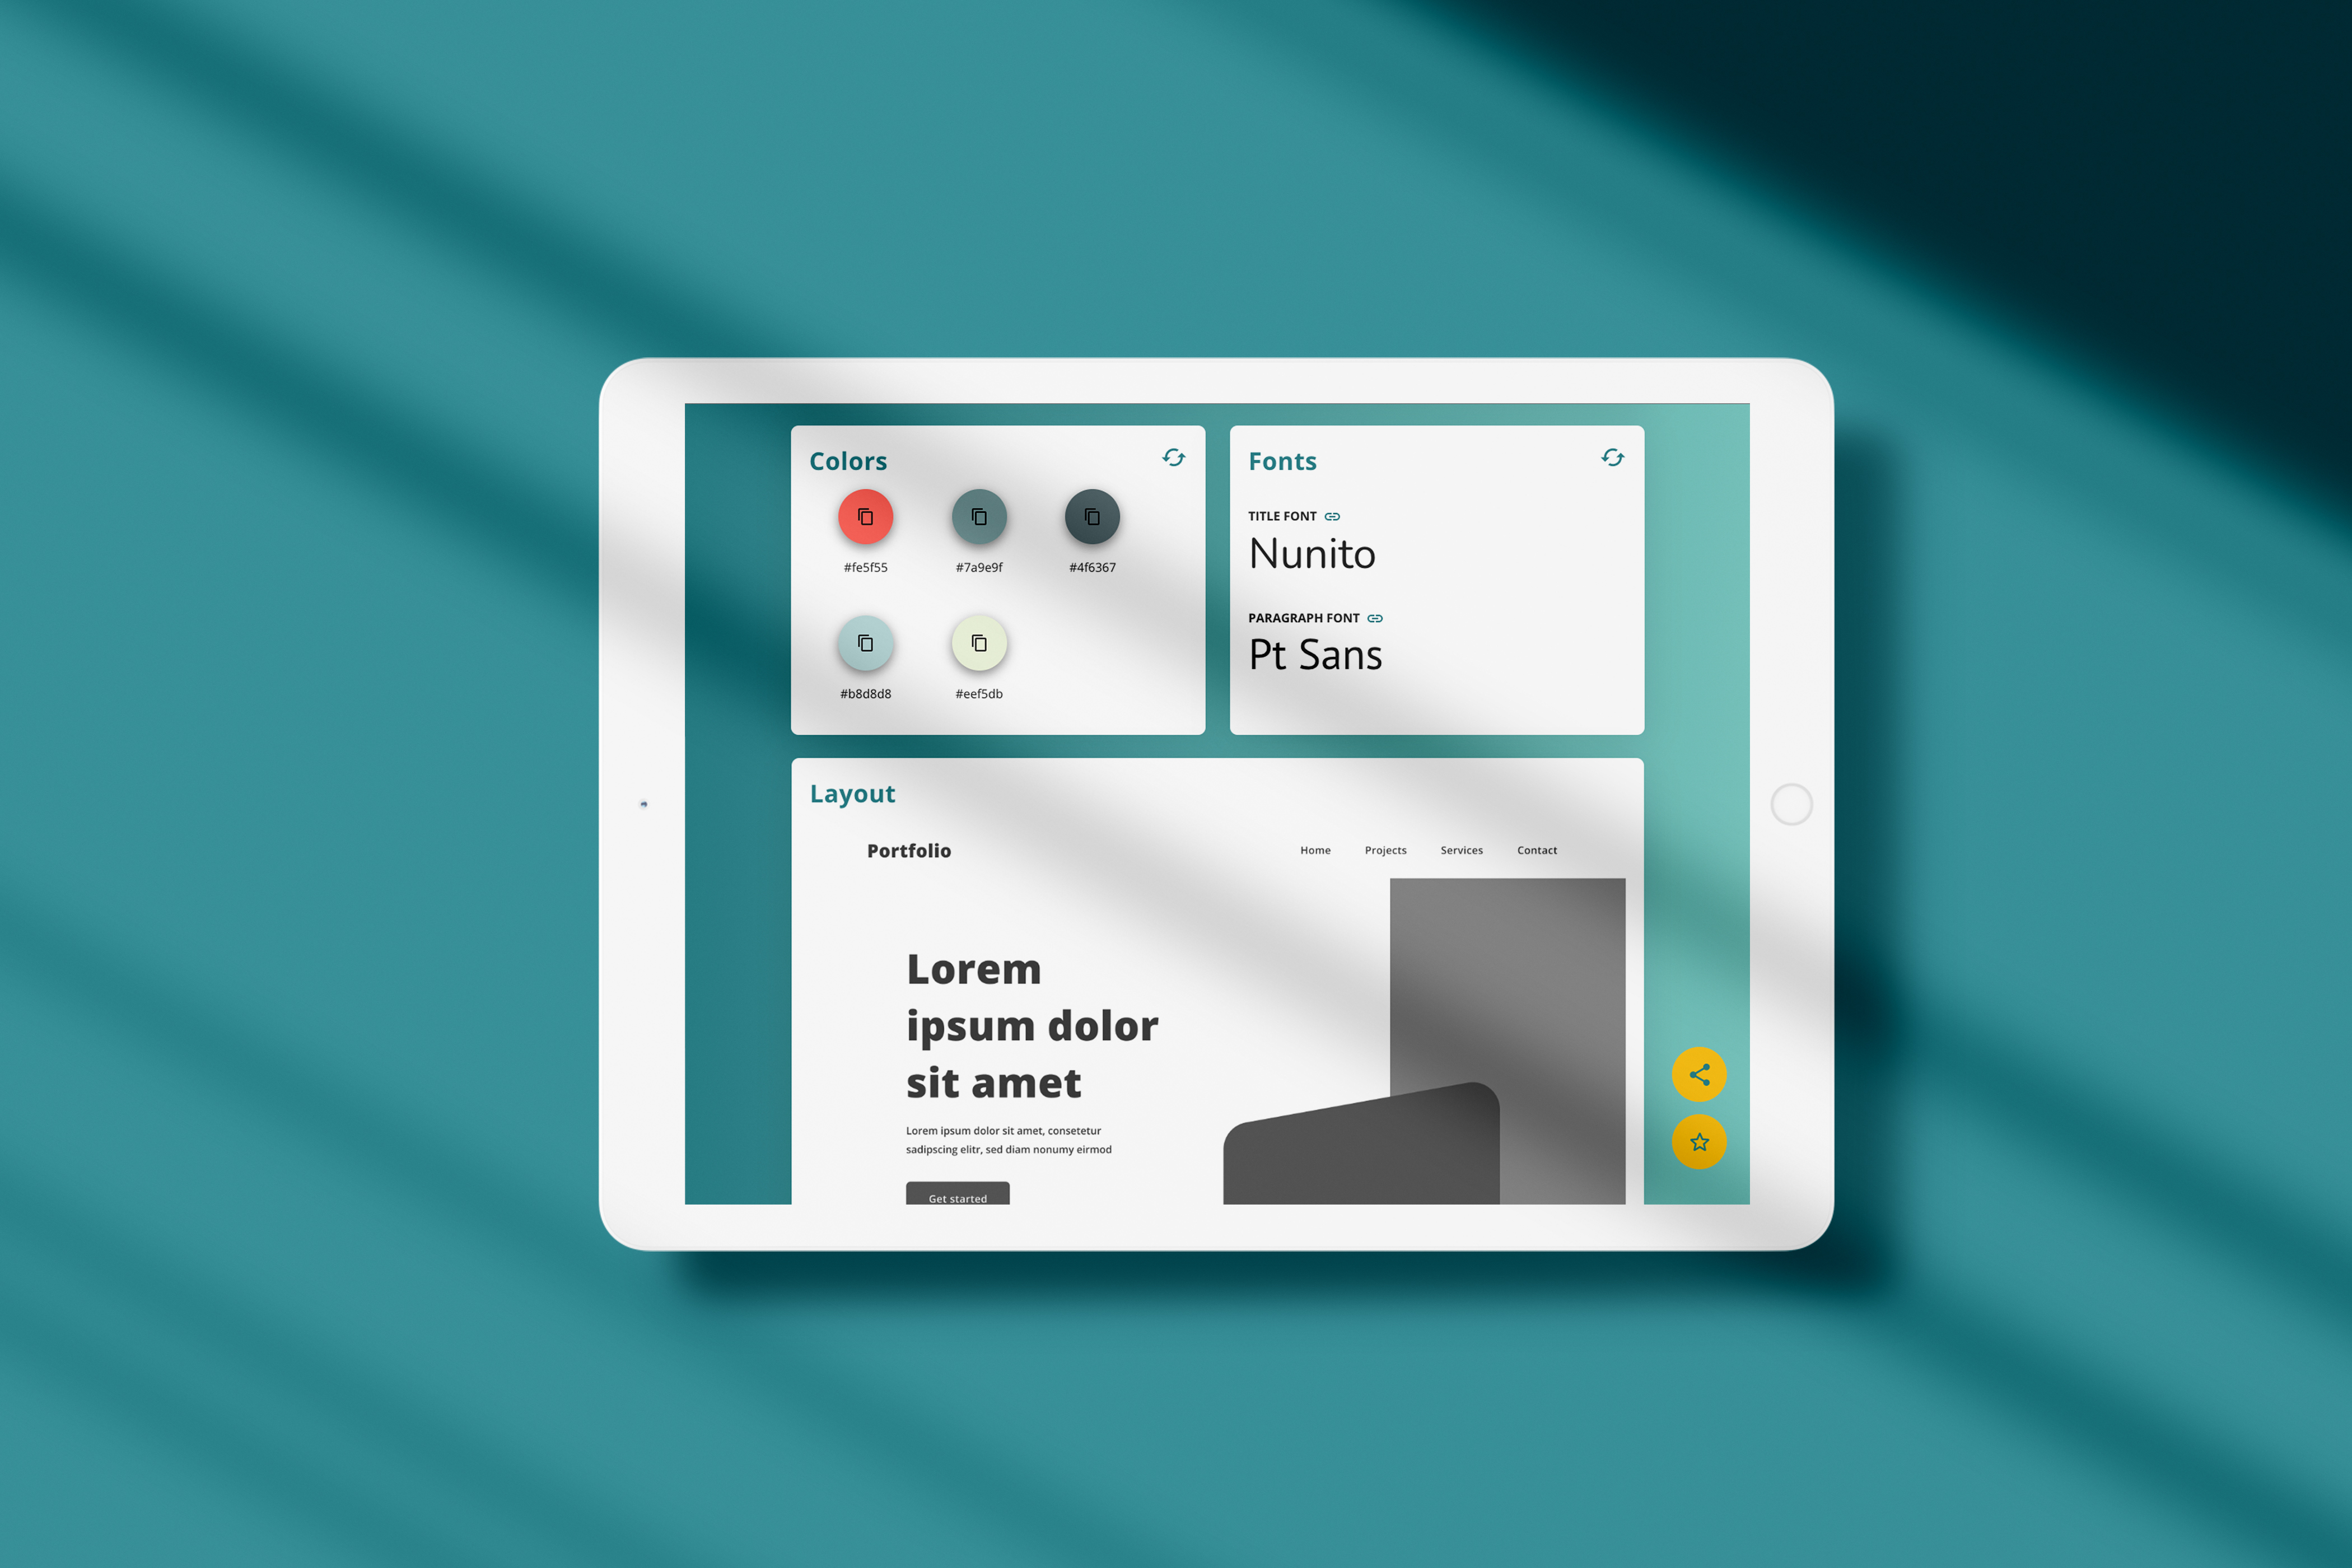 Colors
#fe5f55
#7a9e9f
#4f6367
#b8d8d8
#eef5db
Fonts
TITLE FONT
Nunito
PARAGRAPH FONT
Pt Sans
Layout
Portfolio
Home Projects Services Contact
Lorem
ipsum dolor
sit amet
Lorem ipsum dolor sit amet, consetetur
sadipscing elitr, sed diam nonumy eirmod
Get started